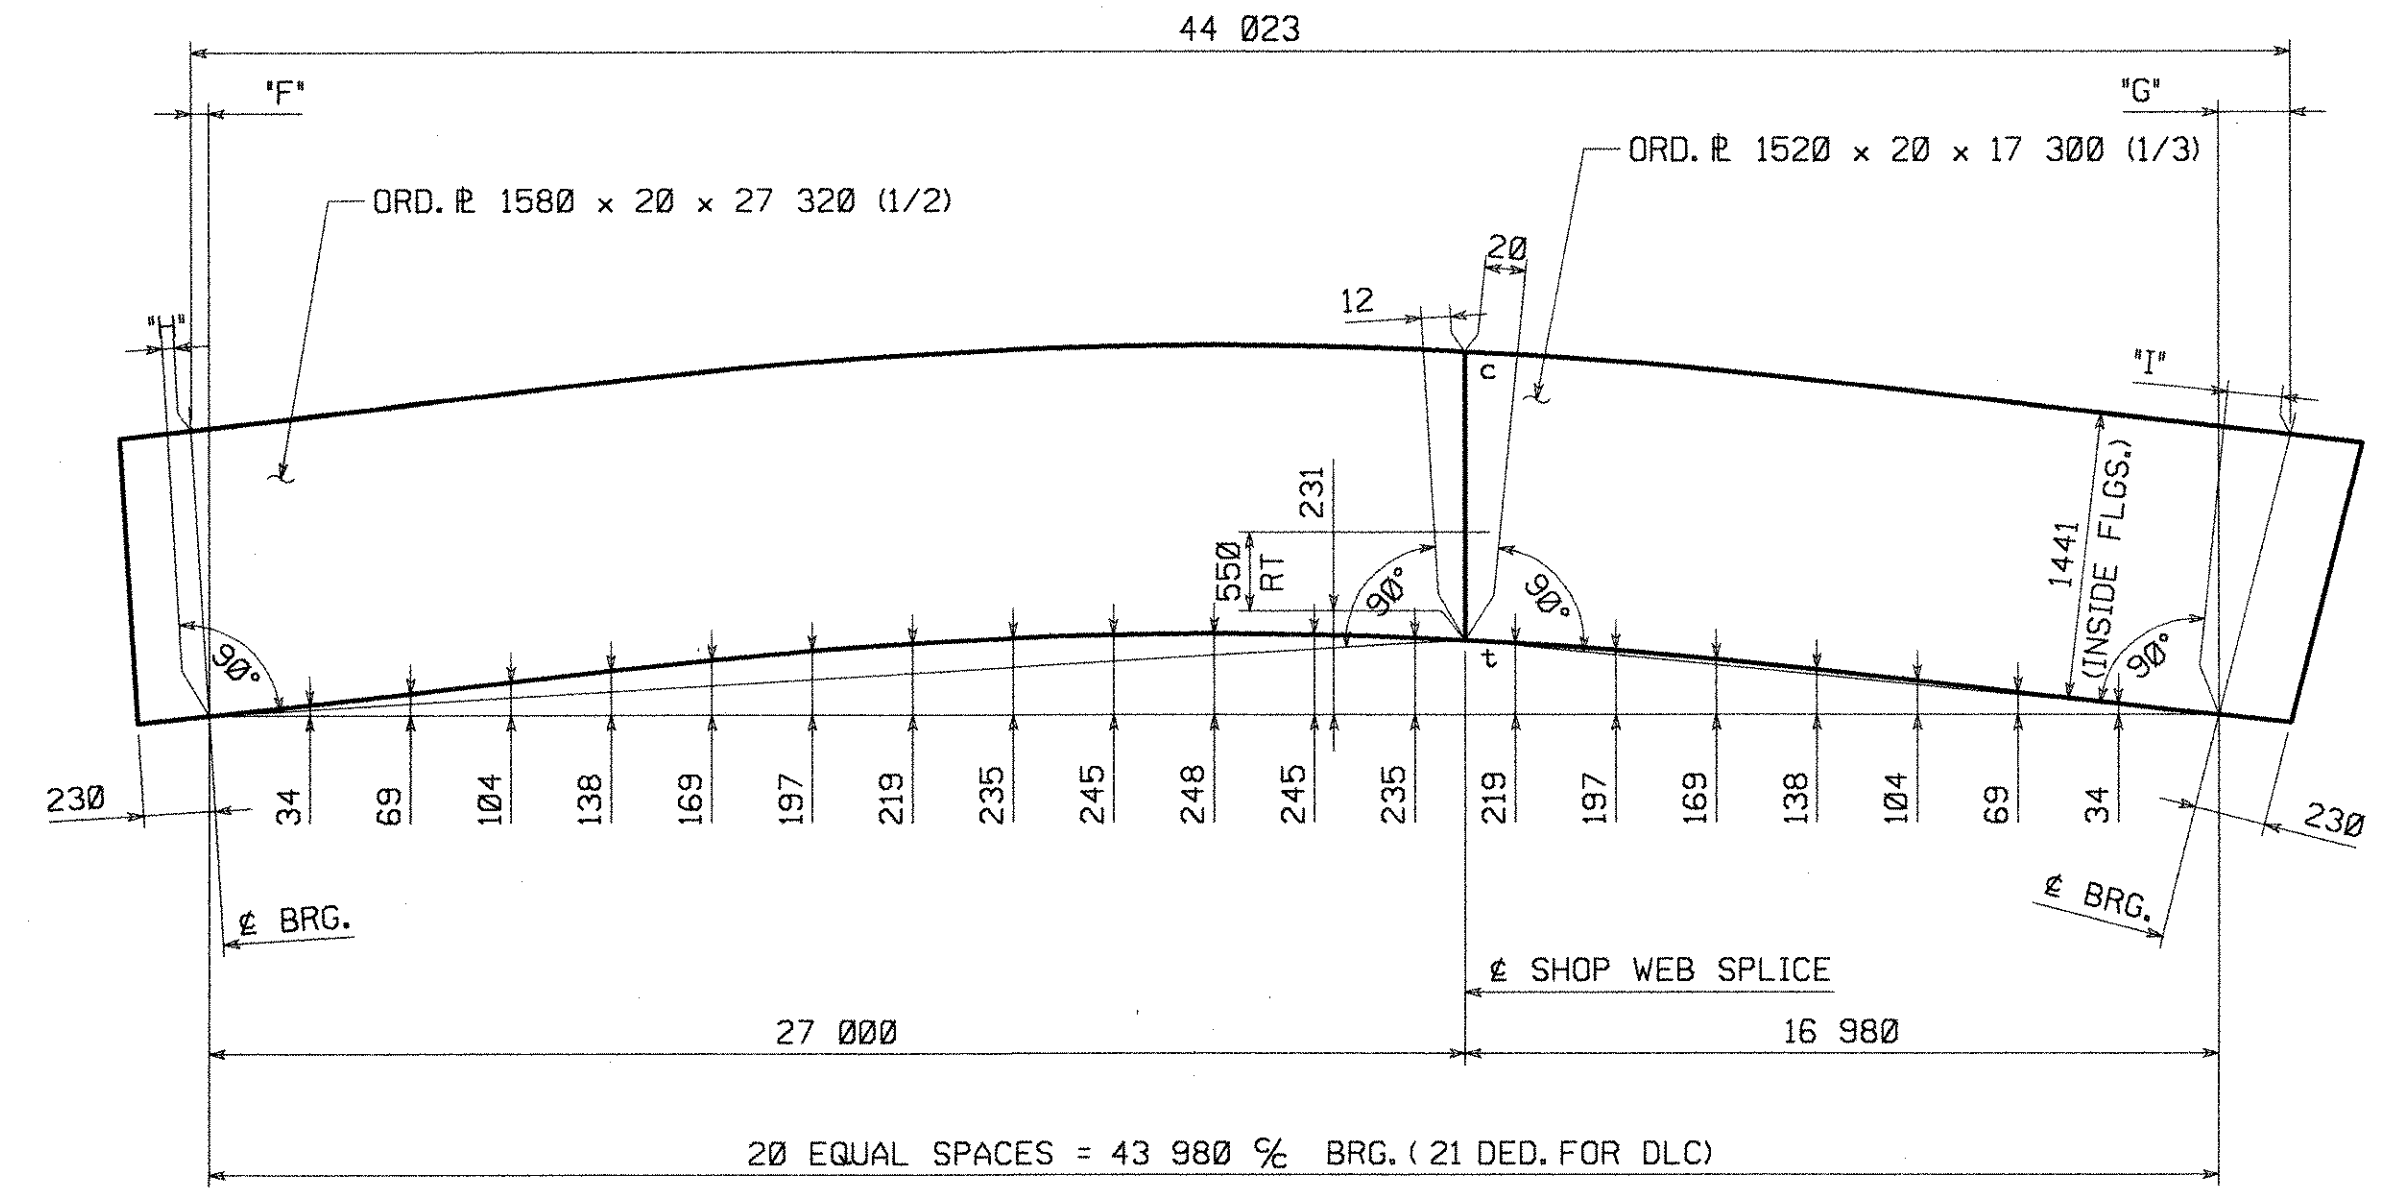 44 023
"F"
"G"
ORD. ℄ 1520 x 20 x 17 300 (1/3)
ORD. ℄ 1580 x 20 x 27 320 (1/2)
20
12
"H"
"I"
c
231
550
RT
1441
(INSIDE FLGS.)
90°
90°
90°
90°
t
230
34
69
104
138
169
197
219
235
245
248
245
235
219
197
169
138
104
69
34
230
℄ BRG.
℄ BRG.
℄ SHOP WEB SPLICE
27 000
16 980
20 EQUAL SPACES = 43 980 C/C BRG. ( 21 DED. FOR DLC)